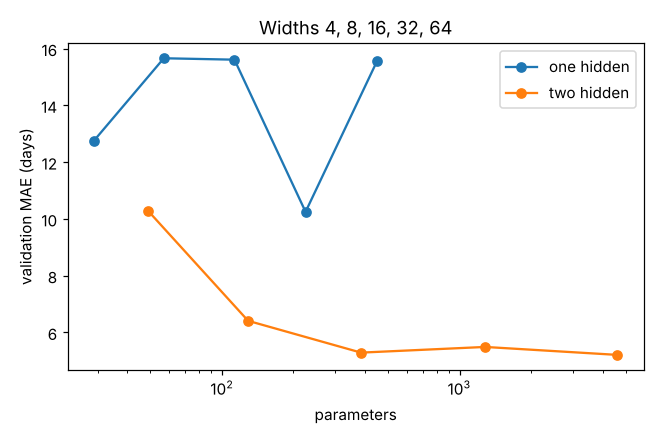 Widths 4, 8, 16, 32, 64
one hidden
two hidden
validation MAE (days)
16
14
12
10
8
6
10²
10³
parameters